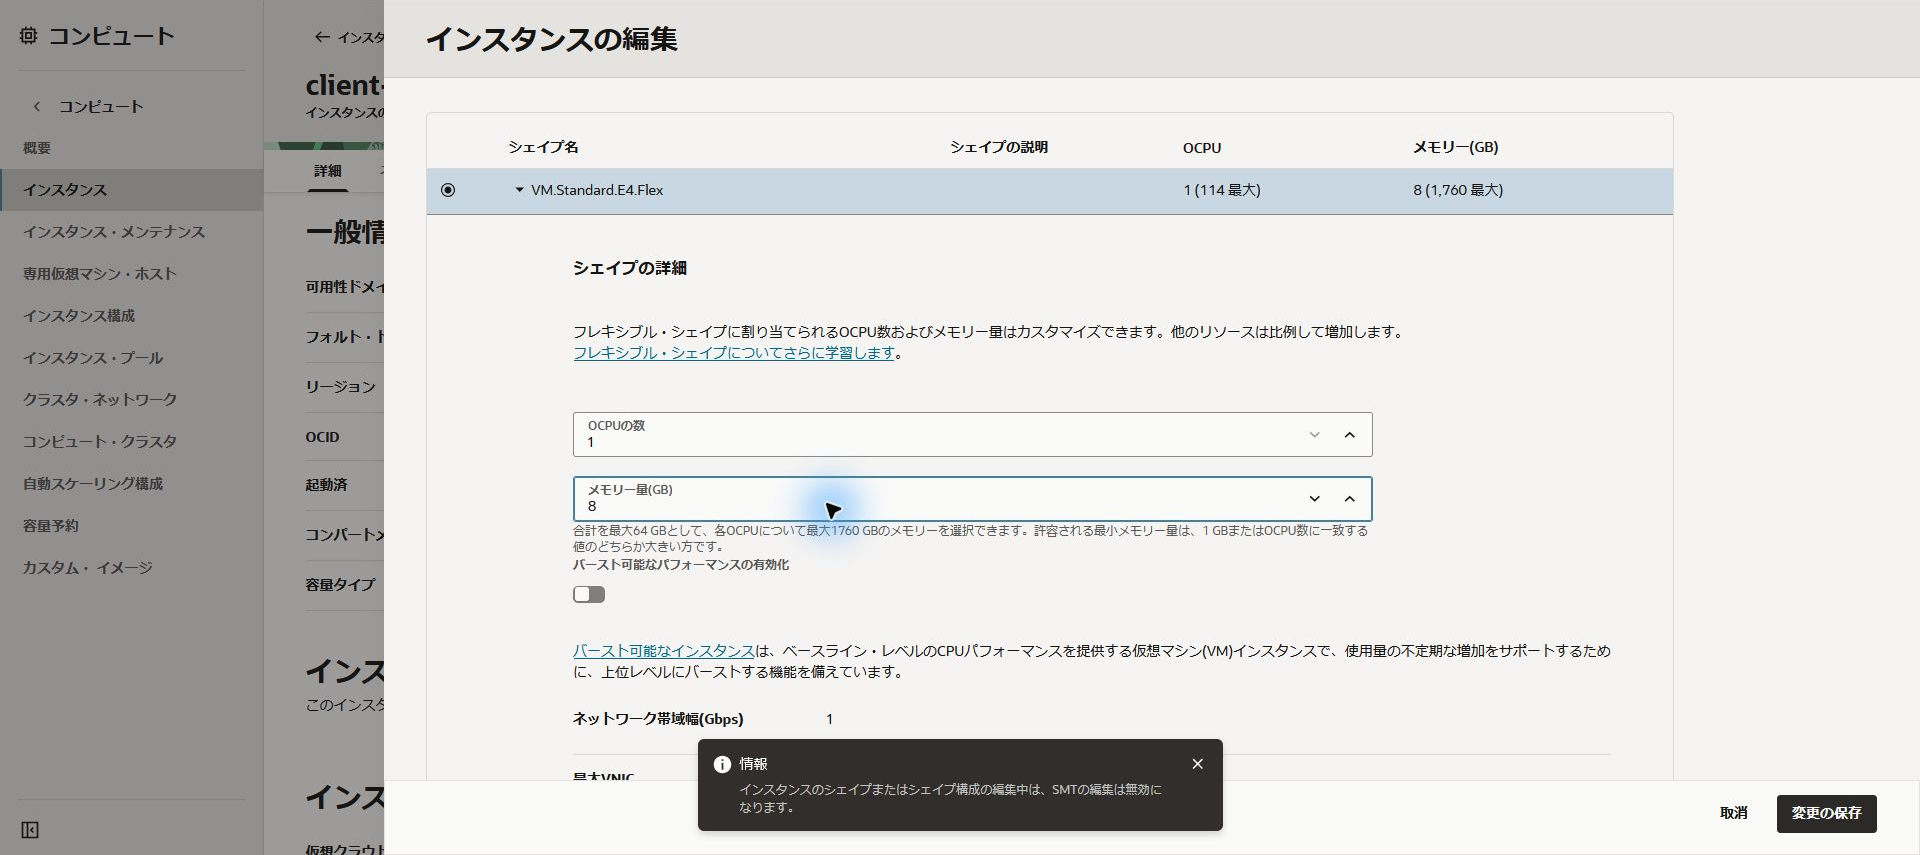 コンピュート
コンピュート
概要
インスタンス
インスタンス・メンテナンス
専用仮想マシン・ホスト
インスタンス構成
インスタンス・プール
クラスタ・ネットワーク
コンピュート・クラスタ
自動スケーリング構成
容量予約
カスタム・イメージ
インスタ
client-
インスタンスの
詳細
一般情
可用性ドメイ
フォルト・ド
リージョン
OCID
起動済
コンパートメ
容量タイプ
インス
このインスタ
インス
仮想クラウド
インスタンスの編集
シェイプ名 シェイプの説明 OCPU メモリー(GB)
VM.Standard.E4.Flex 1 (114 最大) 8 (1,760 最大)
シェイプの詳細
フレキシブル・シェイプに割り当てられるOCPU数およびメモリー量はカスタマイズできます。他のリソースは比例して増加します。
フレキシブル・シェイプについてさらに学習します。
OCPUの数
1
メモリー量(GB)
8
合計を最大64 GBとして、各OCPUについて最大1760 GBのメモリーを選択できます。許容される最小メモリー量は、1 GBまたはOCPU数に一致する
値のどちらか大きい方です。
バースト可能なパフォーマンスの有効化
バースト可能なインスタンスは、ベースライン・レベルのCPUパフォーマンスを提供する仮想マシン(VM)インスタンスで、使用量の不定期な増加をサポートするため
に、上位レベルにバーストする機能を備えています。
ネットワーク帯域幅(Gbps) 1
最大VNIC
情報
インスタンスのシェイプまたはシェイプ構成の編集中は、SMTの編集は無効に
なります。
取消
変更の保存